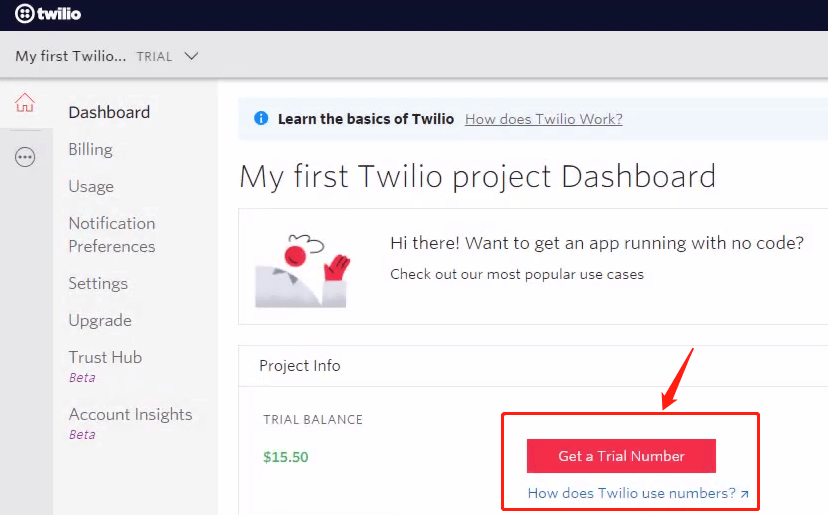 twilio
My first Twilio... TRIAL
Dashboard
Billing
Usage
Notification
Preferences
Settings
Upgrade
Trust Hub
Beta
Account Insights
Beta
Learn the basics of Twilio How does Twilio Work?
My first Twilio project Dashboard
Hi there! Want to get an app running with no code?
Check out our most popular use cases
Project Info
TRIAL BALANCE
$15.50
Get a Trial Number
How does Twilio use numbers?